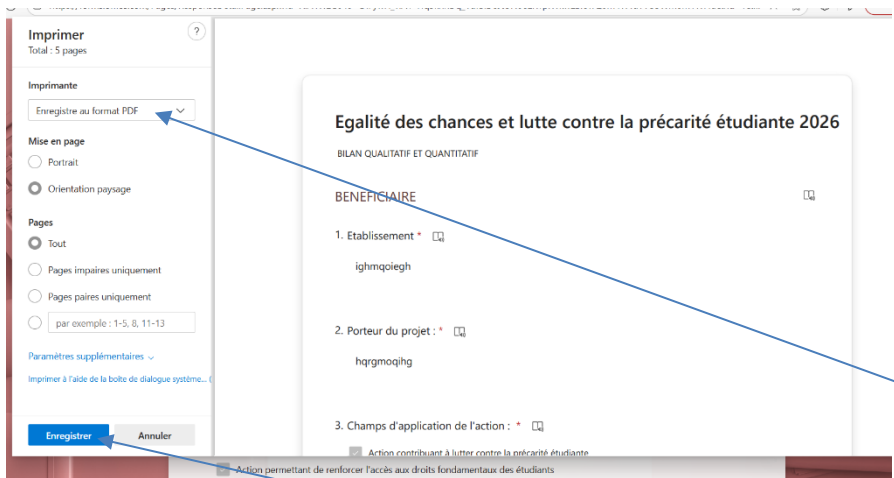 Imprimer
?
Total : 5 pages
Imprimante
Enregistre au format PDF
Mise en page
Portrait
Orientation paysage
Pages
Tout
Pages impaires uniquement
Pages paires uniquement
par exemple : 1-5, 8, 11-13
Paramètres supplémentaires
Imprimer à l'aide de la boîte de dialogue système...
Enregistrer Annuler
Egalité des chances et lutte contre la précarité étudiante 2026
BILAN QUALITATIF ET QUANTITATIF
BENEFICIAIRE
1. Etablissement *
ighmqoiegh
2. Porteur du projet : *
hqrgmoqihg
3. Champs d'application de l'action : *
Action contribuant à lutter contre la précarité étudiante
Action permettant de renforcer l'accès aux droits fondamentaux des étudiants